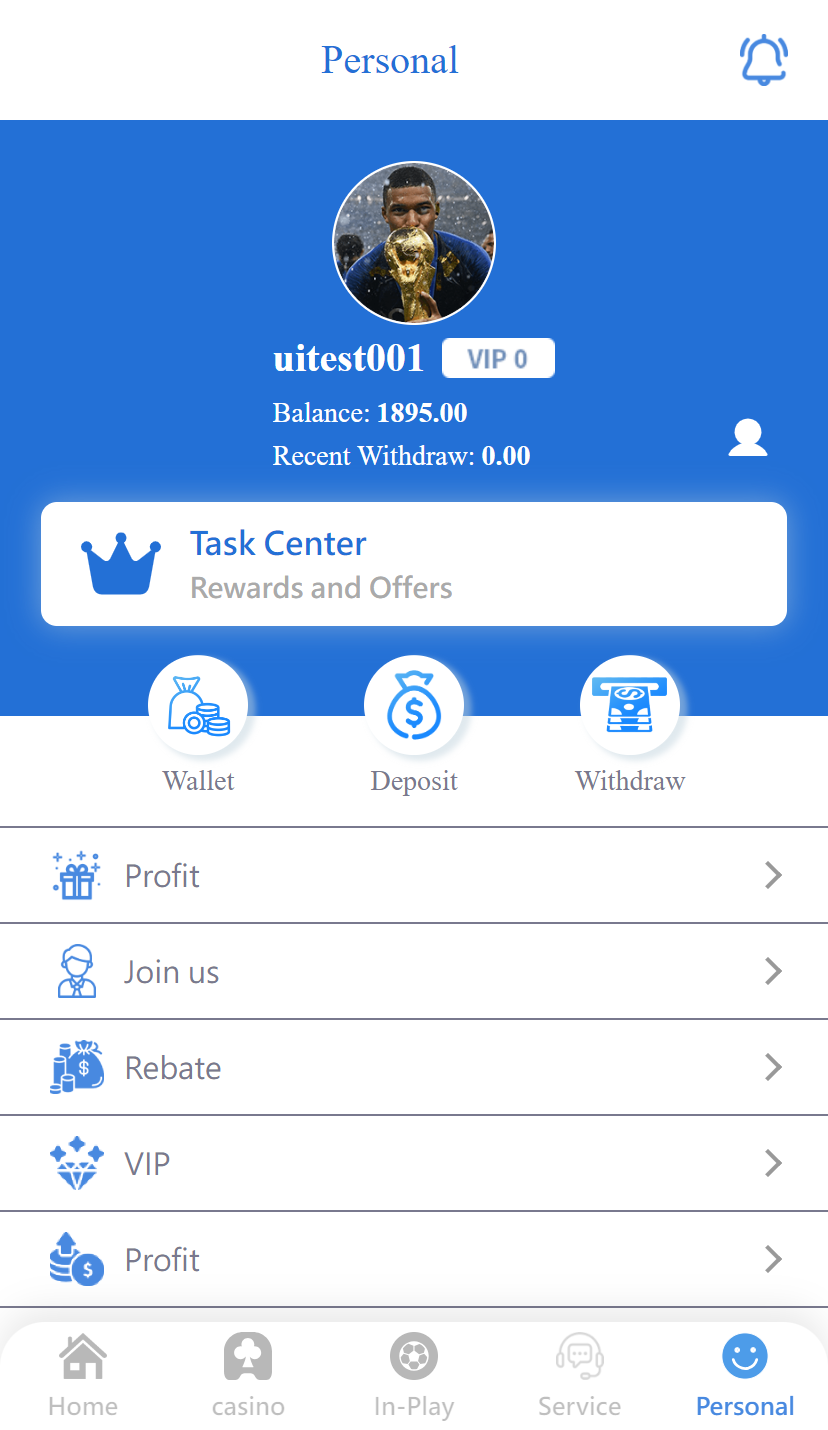 Personal
uitest001 VIP 0
Balance: 1895.00
Recent Withdraw: 0.00
Task Center
Rewards and Offers
Wallet Deposit Withdraw
Profit
Join us
Rebate
VIP
Profit
Home casino In-Play Service Personal